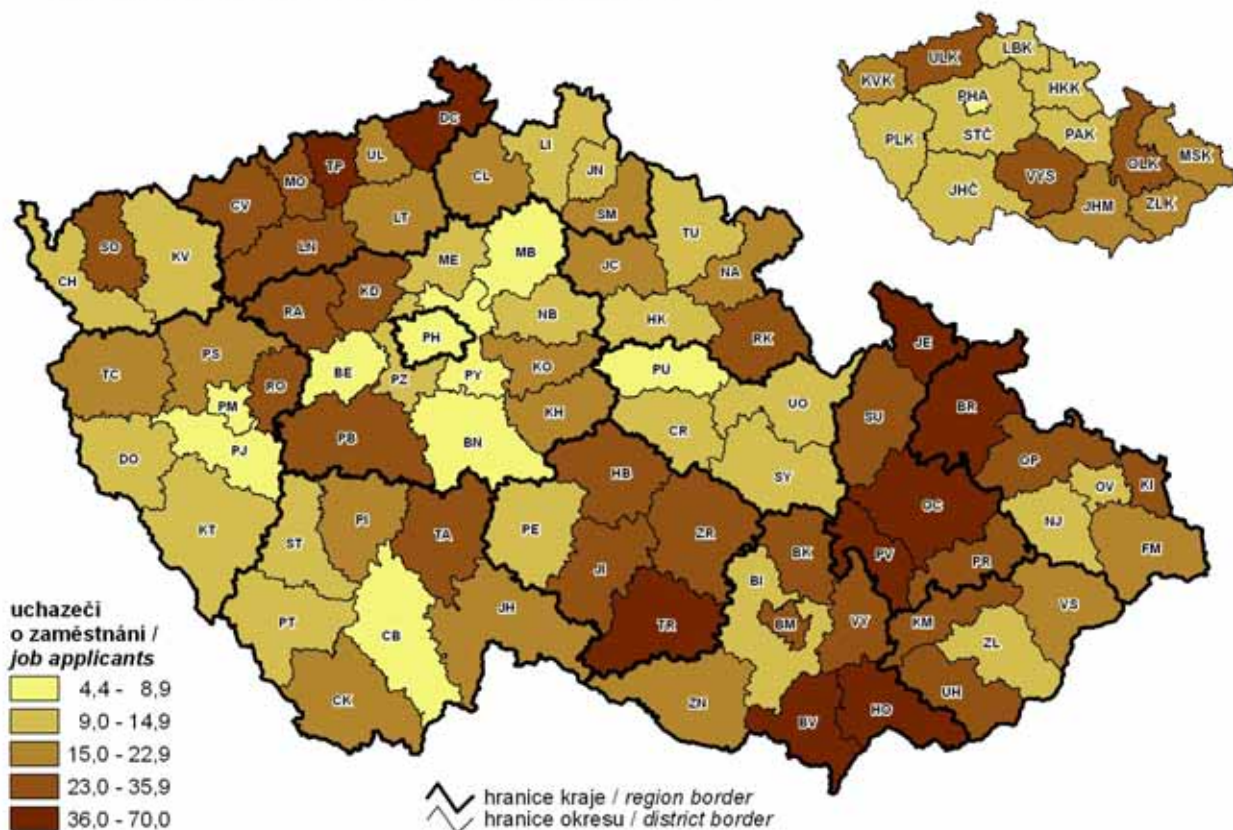 LBK
ULK
KVK
HKK
PHA
STČ
PAK
PLK
MSK
OLK
VYS
JHČ
JHM
ZLK
DC
LI
TP
UL
JN
MO
CL
CV
LT
SM
TU
LN
SO
KV
ME
MB
JC
NA
CH
KD
RA
NB
HK
PH
RK
JE
PS
TC
RO
BE
PZ
PY
KO
PU
PM
UO
BR
SU
KH
PB
BN
CR
PJ
DO
OP
HB
SY
OV
KI
OC
NJ
KT
ST
PI
TA
PE
ZR
BK
PV
PR
FM
JI
BI
VS
PT
CB
JH
TR
BM
VY
KM
ZL
CK
ZN
BV
HO
UH
uchazeči
o zaměstnání /
job applicants
4,4 - 8,9
9,0 - 14,9
15,0 - 22,9
23,0 - 35,9
36,0 - 70,0
hranice kraje / region border
hranice okresu / district border